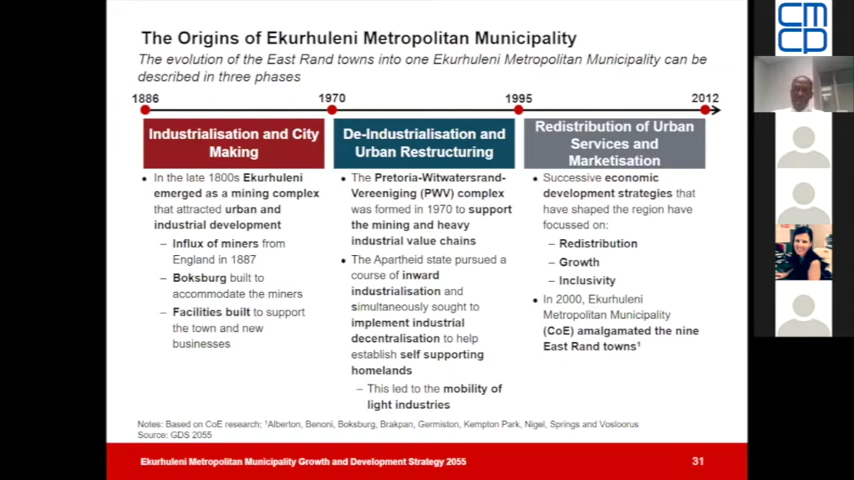 The Origins of Ekurhuleni Metropolitan Municipality
The evolution of the East Rand towns into one Ekurhuleni Metropolitan Municipality can be
described in three phases
1886
1970
1995
2012
Industrialisation and City
Making
In the late 1800s Ekurhuleni
emerged as a mining complex
that attracted urban and
industrial development
– Influx of miners from
England in 1887
– Boksburg built to
accommodate the miners
– Facilities built to support
the town and new
businesses
De-Industrialisation and
Urban Restructuring
• The Pretoria-Witwatersrand-
Vereeniging (PWV) complex
was formed in 1970 to support
the mining and heavy
industrial value chains
• The Apartheid state pursued a
course of inward
industrialisation and
simultaneously sought to
implement industrial
decentralisation to help
establish self supporting
homelands
– This led to the mobility of
light industries
Redistribution of Urban
Services and
Marketisation
• Successive economic
development strategies that
have shaped the region have
focussed on:
– Redistribution
– Growth
– Inclusivity
• In 2000, Ekurhuleni
Metropolitan Municipality
(CoE) amalgamated the nine
East Rand towns¹
Notes: Based on CoE research; ¹Alberton, Benoni, Boksburg, Brakpan, Germiston, Kempton Park, Nigel, Springs and Vosloorus
Source: GDS 2055
Ekurhuleni Metropolitan Municipality Growth and Development Strategy 2055
31
cm
cp